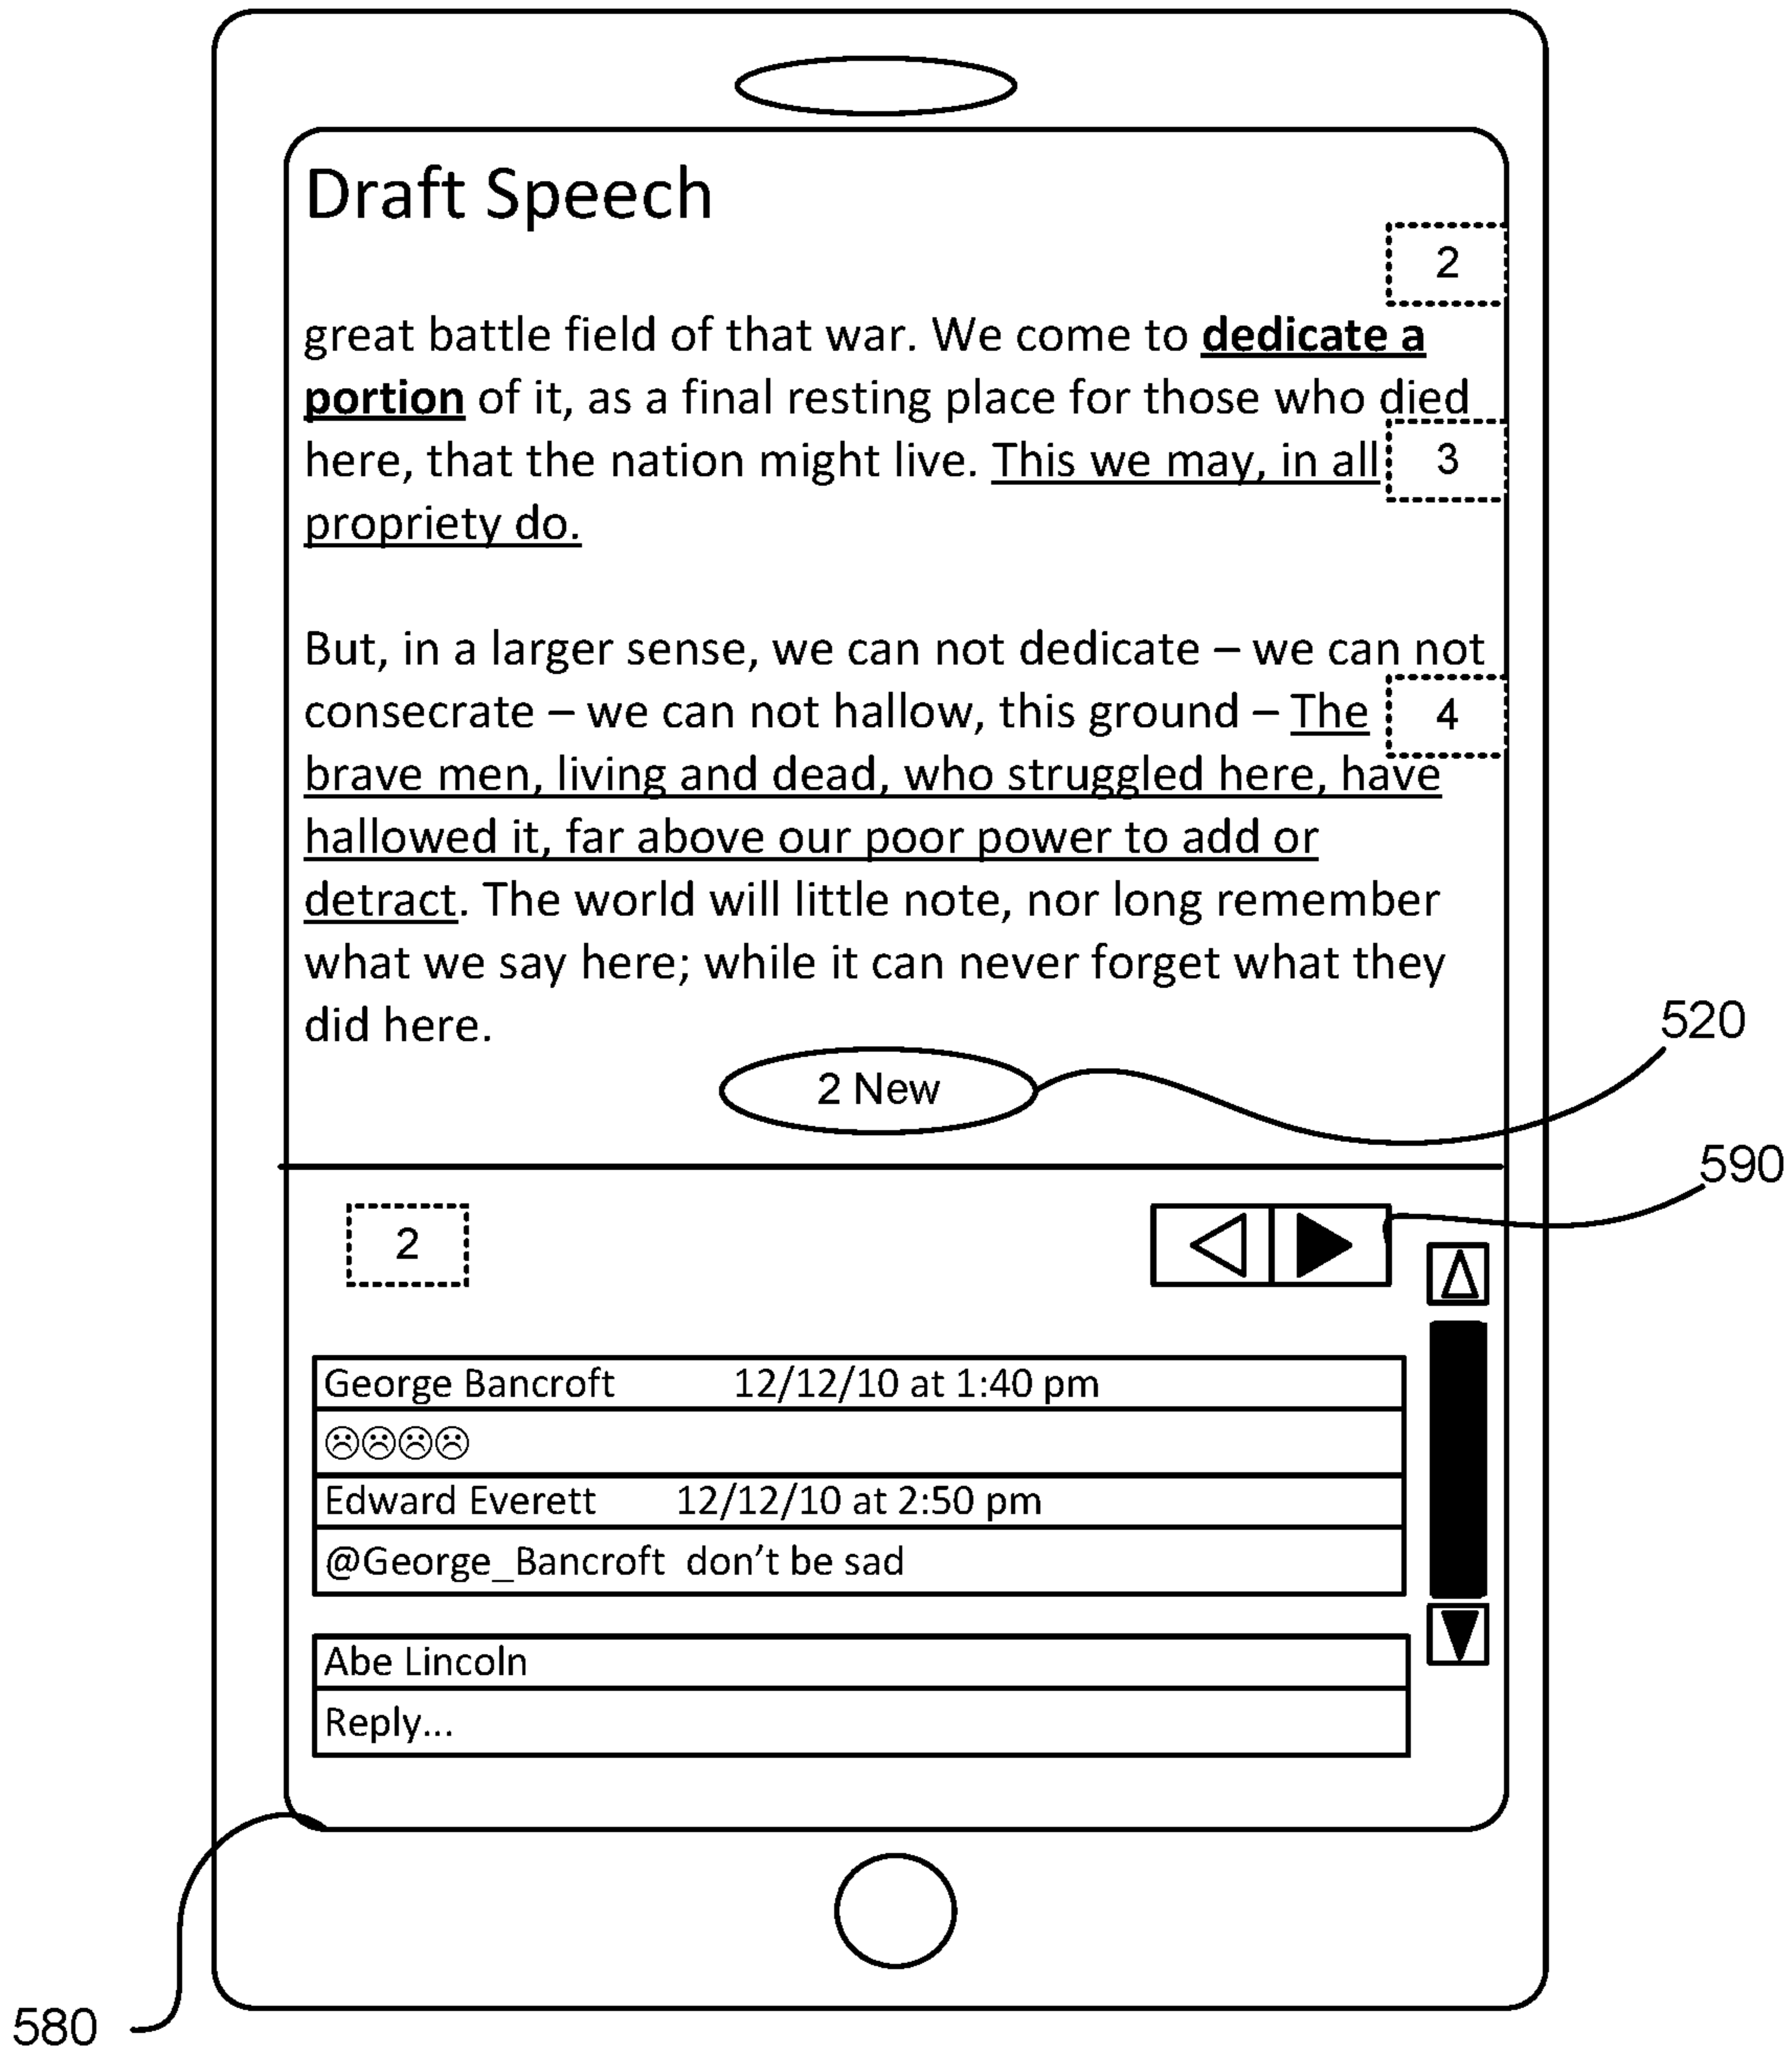 Draft Speech
2
great battle field of that war. We come to dedicate a
portion of it, as a final resting place for those who died
here, that the nation might live. This we may, in all
3
propriety do.
But, in a larger sense, we can not dedicate – we can not
consecrate – we can not hallow, this ground – The
4
brave men, living and dead, who struggled here, have
hallowed it, far above our poor power to add or
detract. The world will little note, nor long remember
what we say here; while it can never forget what they
did here.
520
2 New
590
2
George Bancroft 12/12/10 at 1:40 pm
☹☹☹☹
Edward Everett 12/12/10 at 2:50 pm
@George_Bancroft don’t be sad
Abe Lincoln
Reply...
580